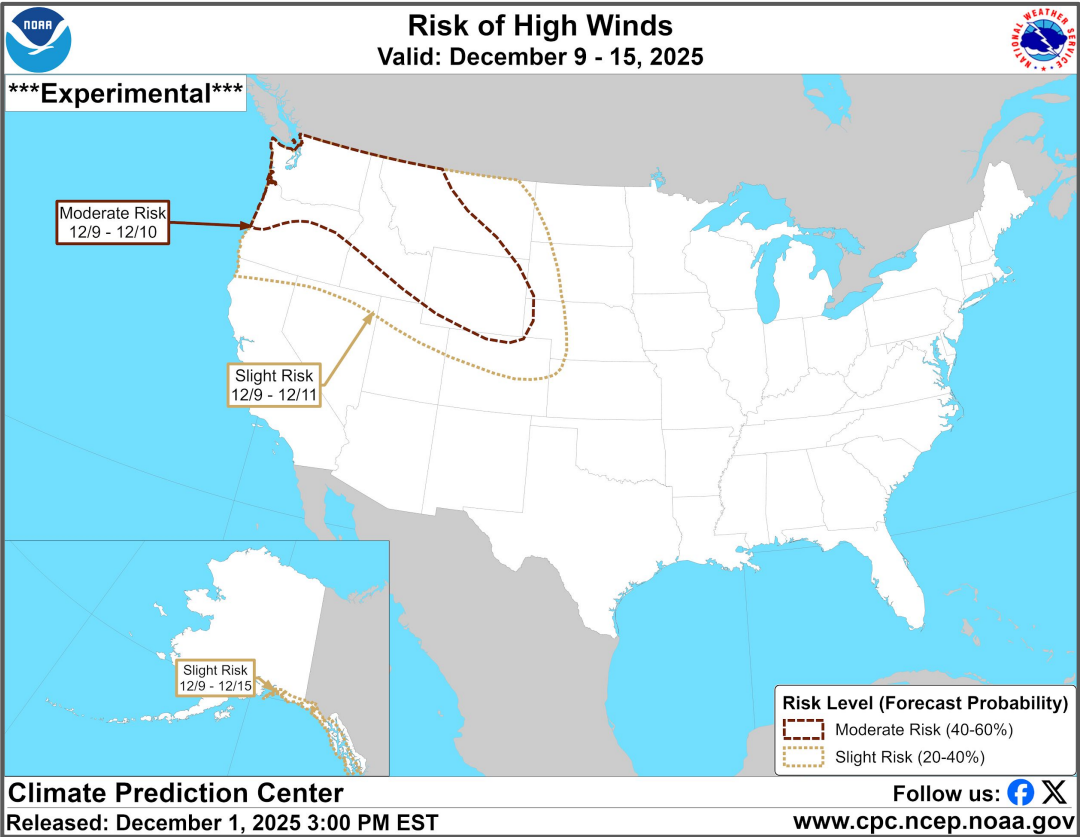 NOAA
Risk of High Winds
Valid: December 9 - 15, 2025
NATIONAL WEATHER SERVICE
***Experimental***
Moderate Risk
12/9 - 12/10
Slight Risk
12/9 - 12/11
Slight Risk
12/9 - 12/15
Risk Level (Forecast Probability)
Moderate Risk (40-60%)
Slight Risk (20-40%)
Climate Prediction Center
Follow us:
Released: December 1, 2025 3:00 PM EST
www.cpc.ncep.noaa.gov